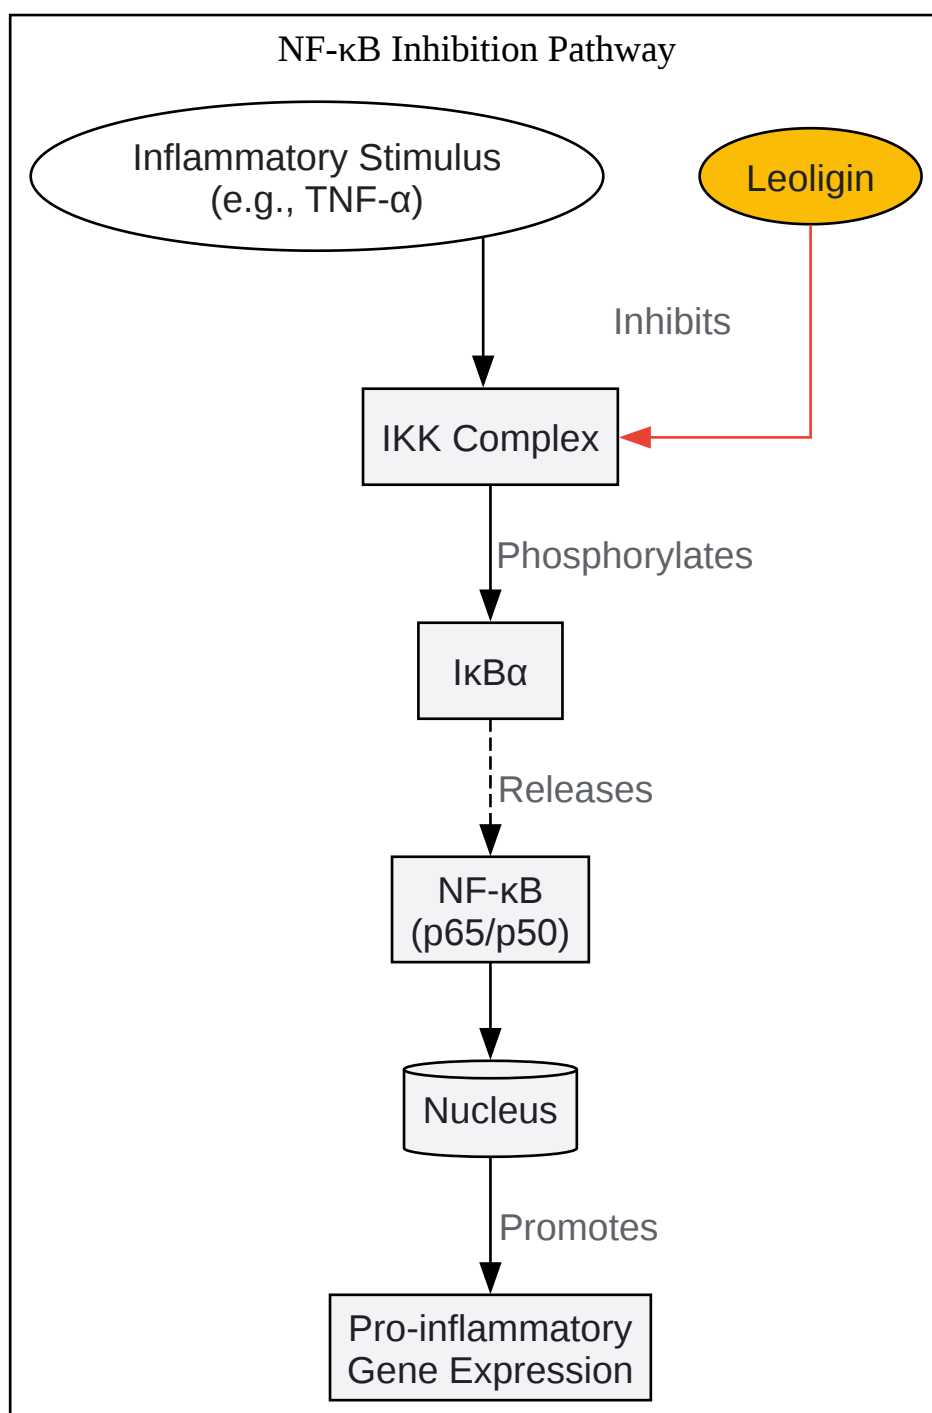 NF-κB Inhibition Pathway
Inflammatory Stimulus
(e.g., TNF-α)
Leoligin
Inhibits
IKK Complex
Phosphorylates
IκBα
Releases
NF-κB
(p65/p50)
Nucleus
Promotes
Pro-inflammatory
Gene Expression